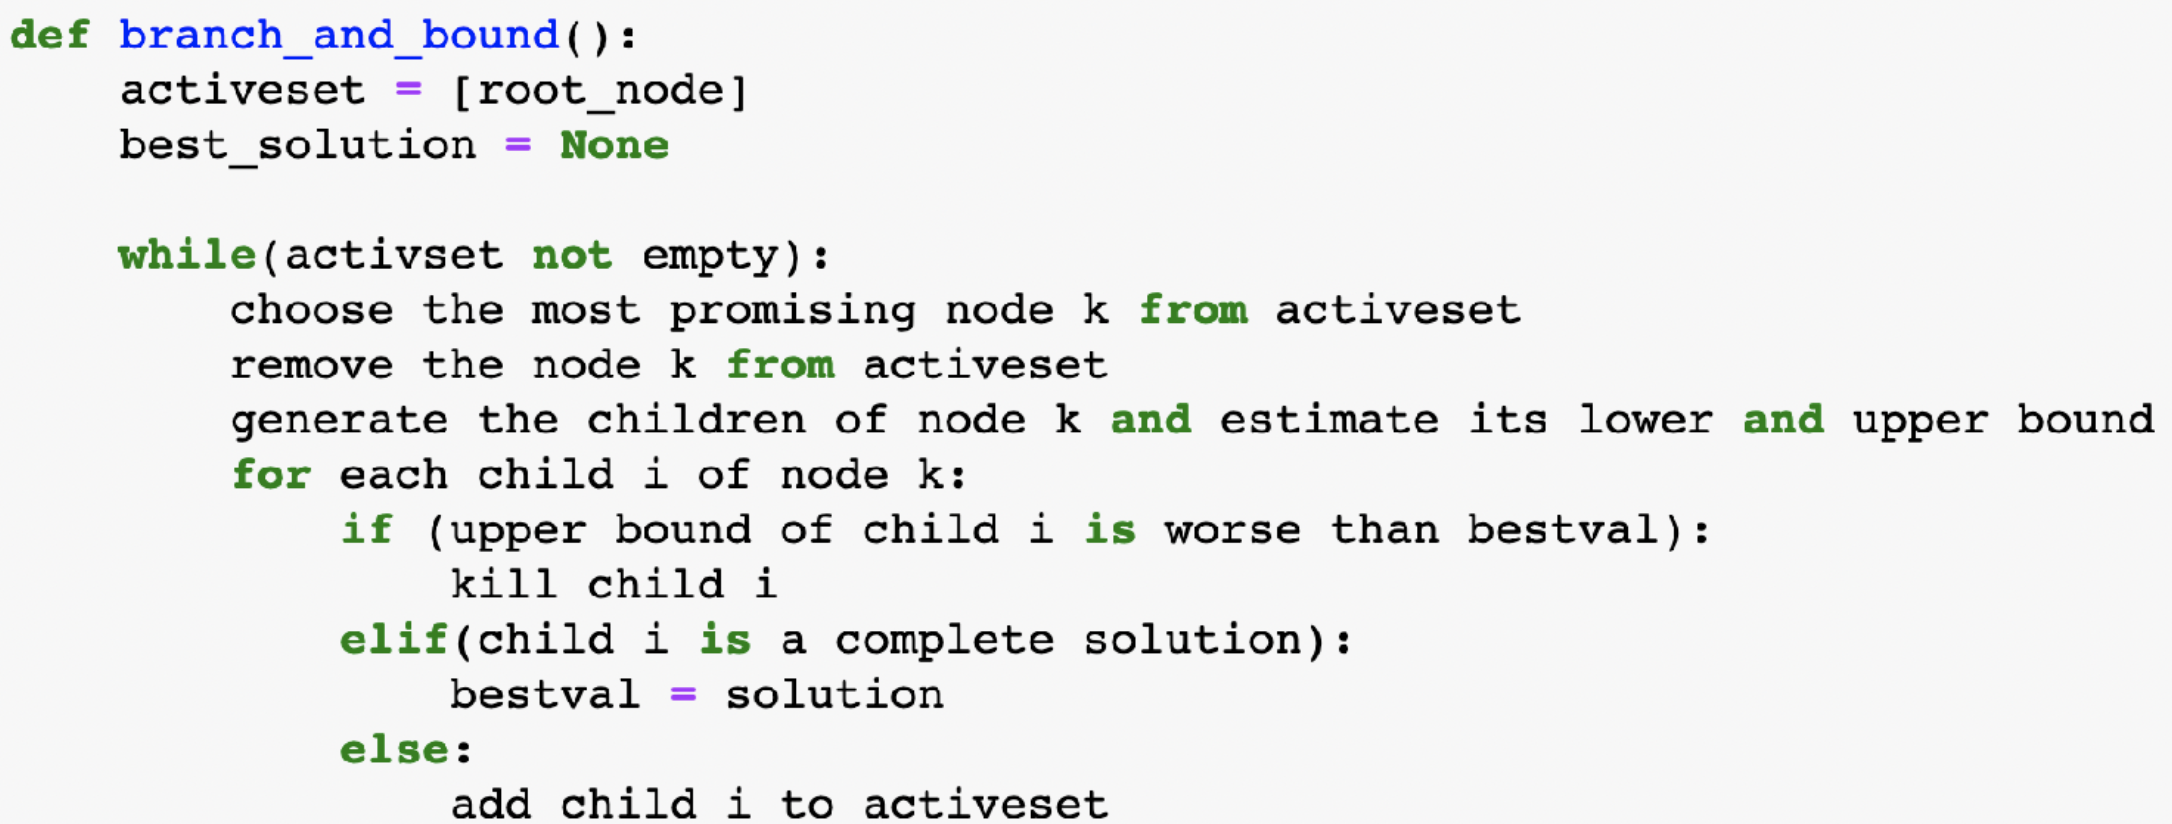 def branch_and_bound():
    activeset = [root_node]
    best_solution = None

    while(activset not empty):
        choose the most promising node k from activeset
        remove the node k from activeset
        generate the children of node k and estimate its lower and upper bound
        for each child i of node k:
            if (upper bound of child i is worse than bestval):
                kill child i
            elif(child i is a complete solution):
                bestval = solution
            else:
                add child i to activeset